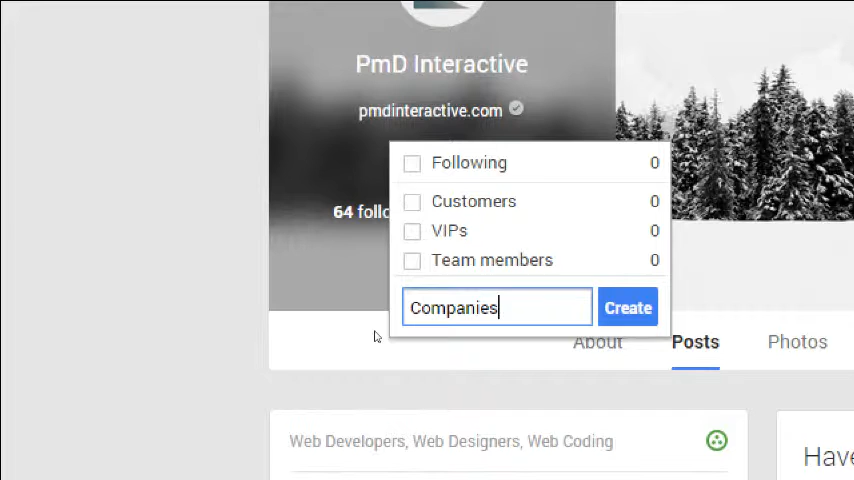 PmD Interactive
pmdinteractive.com
Following 0
64 follo
Customers 0
VIPs 0
Team members 0
Companies Create
About Posts Photos
Web Developers, Web Designers, Web Coding
Have